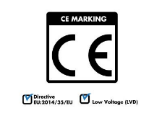 CE MARKING
CE
Directive
EU:2014/35/EU
Low Voltage (LVD)